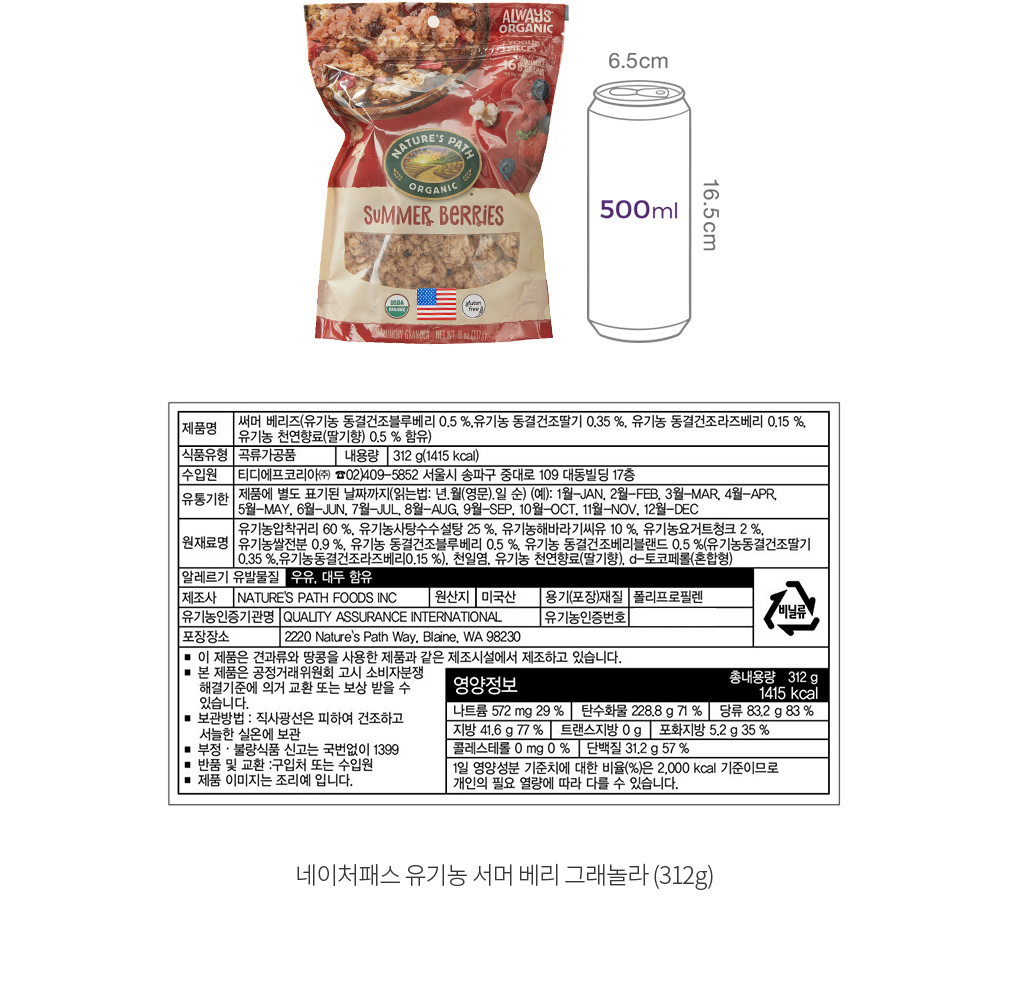 ALWAYS
ORGANIC
NATURE'S PATH
ORGANIC
SUMMER BERRIES
USDA
ORGANIC
gluten
free
CRUNCHY GRANOLA NET WT. 11 oz (312g)
6.5cm
500ml
16.5cm
제품명 써머 베리즈(유기농 동결건조블루베리 0.5 %,유기농 동결건조딸기 0.35 %, 유기농 동결건조라즈베리 0.15 %,
유기농 천연향료(딸기향) 0.5 % 함유)
식품유형 곡류가공품 내용량 312 g(1415 kcal)
수입원 티디에프코리아㈜ ☎02)409-5852 서울시 송파구 중대로 109 대동빌딩 17층
유통기한 제품에 별도 표기된 날짜까지(읽는법: 년.월(영문).일 순) (예): 1월-JAN, 2월-FEB, 3월-MAR, 4월-APR,
5월-MAY, 6월-JUN, 7월-JUL, 8월-AUG, 9월-SEP, 10월-OCT, 11월-NOV, 12월-DEC
원재료명 유기농압착귀리 60 %, 유기농사탕수수설탕 25 %, 유기농해바라기씨유 10 %, 유기농요거트청크 2 %,
유기농쌀전분 0.9 %, 유기농 동결건조블루베리 0.5 %, 유기농 동결건조베리블랜드 0.5 %(유기농동결건조딸기
0.35 %,유기농동결건조라즈베리0.15 %), 천일염, 유기농 천연향료(딸기향), d-토코페롤(혼합형)
알레르기 유발물질 우유, 대두 함유
제조사 NATURE'S PATH FOODS INC 원산지 미국산 용기(포장)재질 폴리프로필렌
유기농인증기관명 QUALITY ASSURANCE INTERNATIONAL 유기농인증번호
포장장소 2220 Nature's Path Way, Blaine, WA 98230
비닐류
■ 이 제품은 견과류와 땅콩을 사용한 제품과 같은 제조시설에서 제조하고 있습니다.
■ 본 제품은 공정거래위원회 고시 소비자분쟁
해결기준에 의거 교환 또는 보상 받을 수
있습니다.
■ 보관방법 : 직사광선은 피하여 건조하고
서늘한 실온에 보관
■ 부정 · 불량식품 신고는 국번없이 1399
■ 반품 및 교환 :구입처 또는 수입원
■ 제품 이미지는 조리예 입니다.
영양정보 총내용량 312 g
1415 kcal
나트륨 572 mg 29 % 탄수화물 228.8 g 71 % 당류 83.2 g 83 %
지방 41.6 g 77 % 트랜스지방 0 g 포화지방 5.2 g 35 %
콜레스테롤 0 mg 0 % 단백질 31.2 g 57 %
1일 영양성분 기준치에 대한 비율(%)은 2,000 kcal 기준이므로
개인의 필요 열량에 따라 다를 수 있습니다.
네이처패스 유기농 서머 베리 그래놀라 (312g)